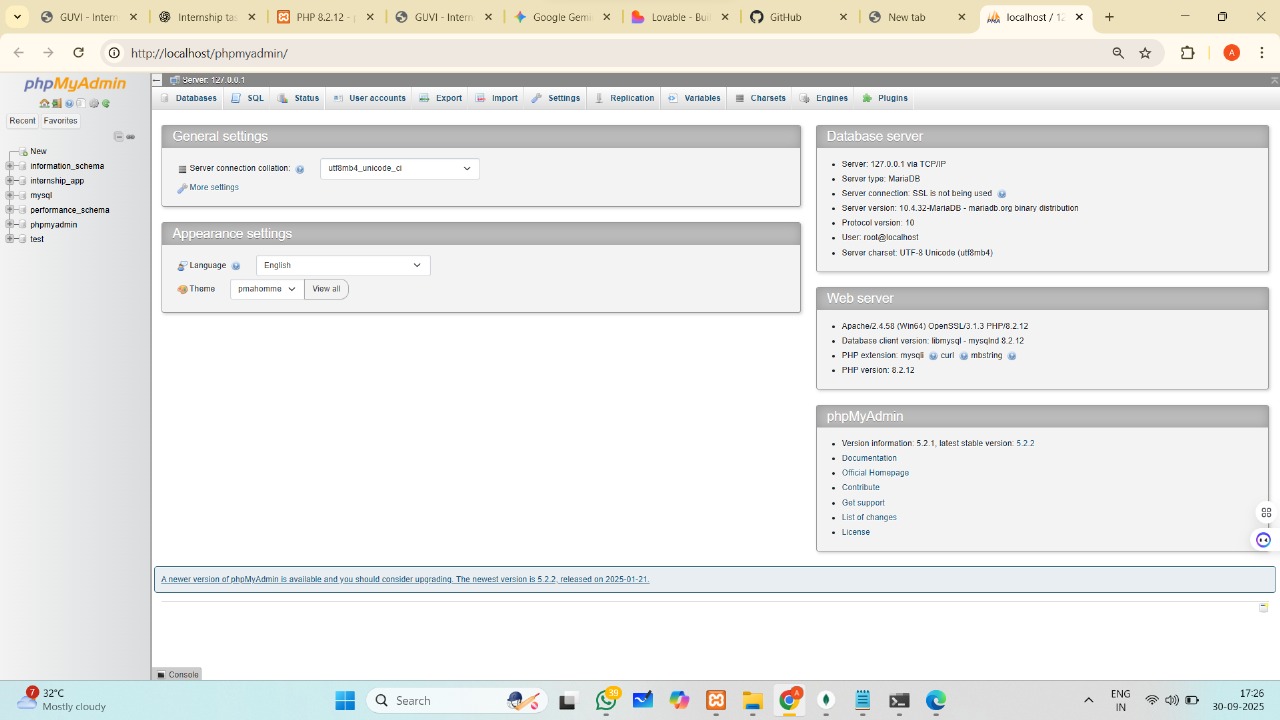 GUVI - Intern
Internship tas
PHP 8.2.12 - p
GUVI - Intern
Google Gemi
Lovable - Bui
GitHub
New tab
localhost / 12
http://localhost/phpmyadmin/
A
phpMyAdmin
Recent
Favorites
New
information_schema
internship_app
mysql
performance_schema
phpmyadmin
test
Server: 127.0.0.1
Databases
SQL
Status
User accounts
Export
Import
Settings
Replication
Variables
Charsets
Engines
Plugins
General settings
Server connection collation:
utf8mb4_unicode_ci
More settings
Appearance settings
Language
English
Theme
pmahomme
View all
Database server
Server: 127.0.0.1 via TCP/IP
Server type: MariaDB
Server connection: SSL is not being used
Server version: 10.4.32-MariaDB - mariadb.org binary distribution
Protocol version: 10
User: root@localhost
Server charset: UTF-8 Unicode (utf8mb4)
Web server
Apache/2.4.58 (Win64) OpenSSL/3.1.3 PHP/8.2.12
Database client version: libmysql - mysqlnd 8.2.12
PHP extension: mysqli curl mbstring
PHP version: 8.2.12
phpMyAdmin
Version information: 5.2.1, latest stable version: 5.2.2
Documentation
Official Homepage
Contribute
Get support
List of changes
License
A newer version of phpMyAdmin is available and you should consider upgrading. The newest version is 5.2.2, released on 2025-01-21.
Console
7
32°C
Mostly cloudy
Search
39
A
ENG
IN
17:26
30-09-2025